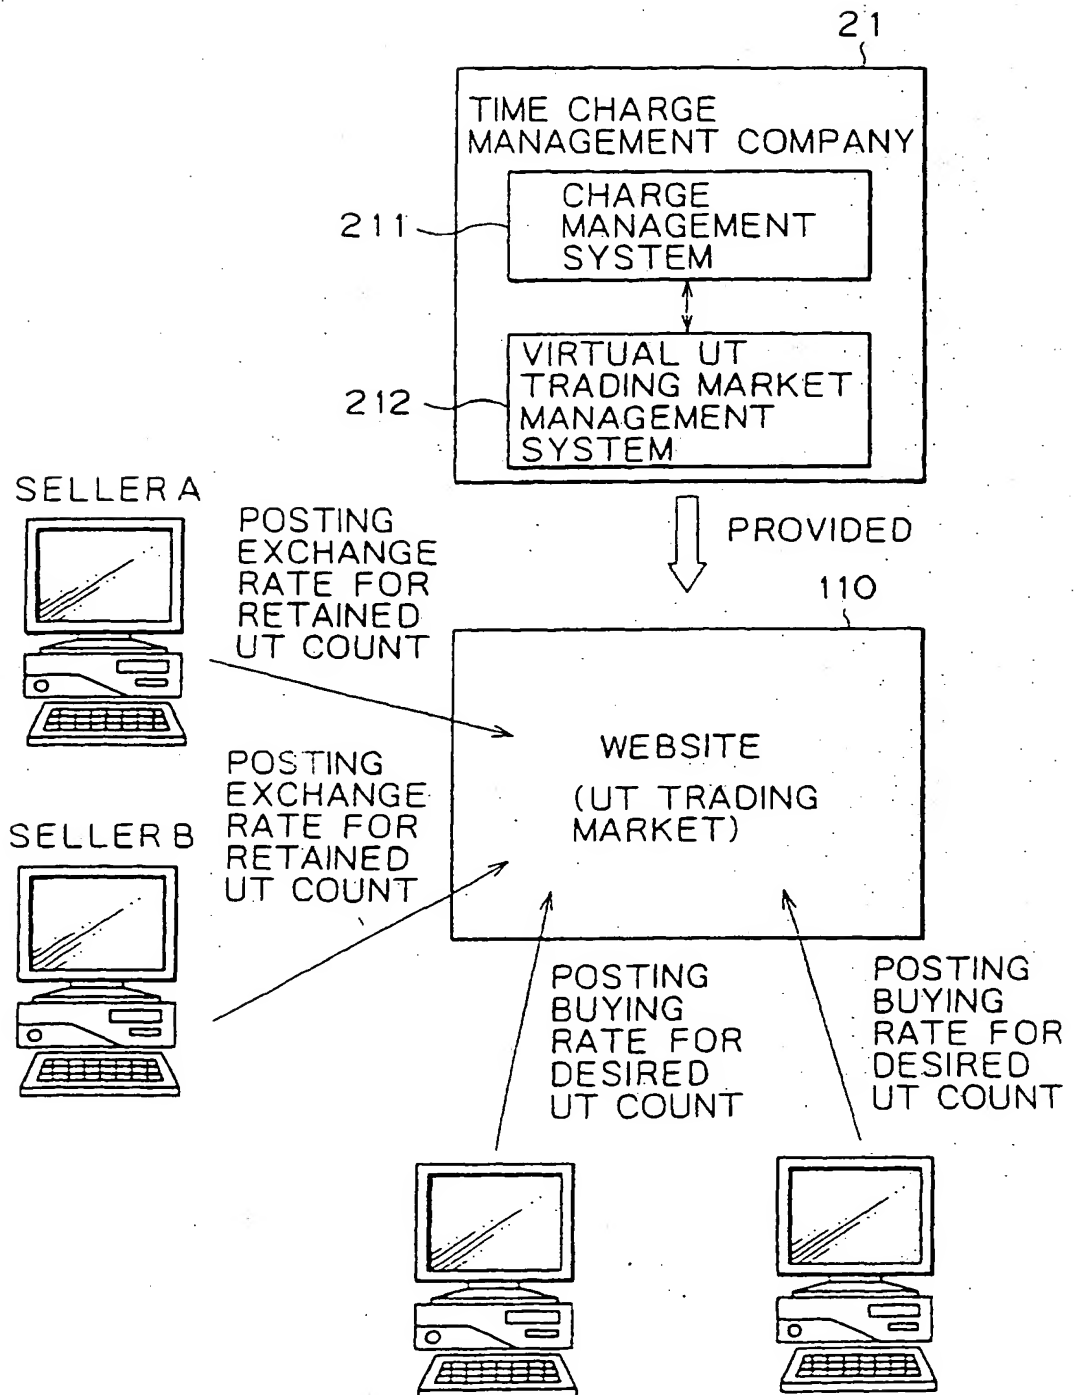 21
TIME CHARGE
MANAGEMENT COMPANY
CHARGE
MANAGEMENT
SYSTEM
211
VIRTUAL UT
TRADING MARKET
MANAGEMENT
SYSTEM
212
SELLER A
POSTING
EXCHANGE
RATE FOR
RETAINED
UT COUNT
PROVIDED
110
WEBSITE
(UT TRADING
MARKET)
POSTING
EXCHANGE
RATE FOR
RETAINED
UT COUNT
SELLER B
POSTING
BUYING
RATE FOR
DESIRED
UT COUNT
POSTING
BUYING
RATE FOR
DESIRED
UT COUNT